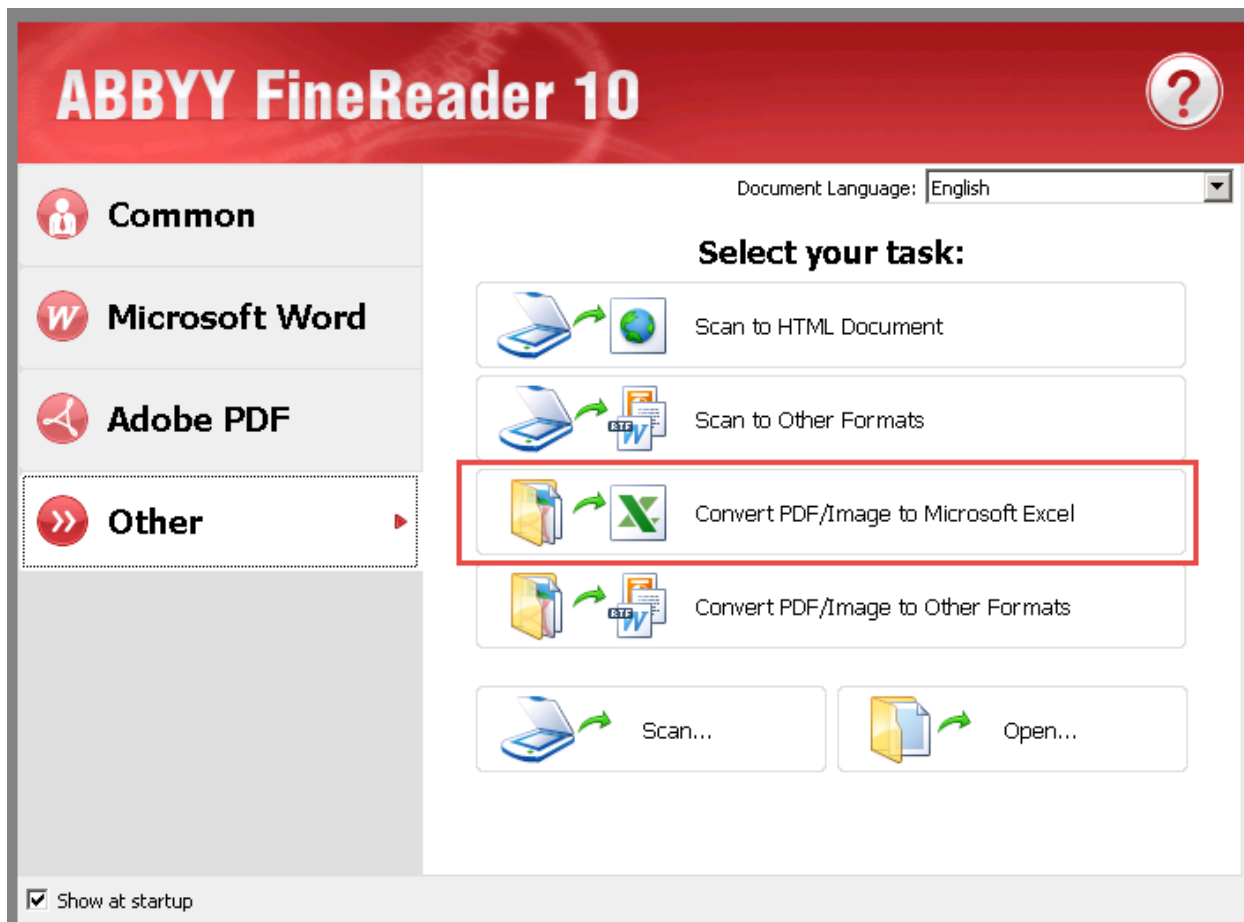 ABBYY FineReader 10
?
Common
Microsoft Word
Adobe PDF
Other
Document Language: English
Select your task:
Scan to HTML Document
Scan to Other Formats
Convert PDF/Image to Microsoft Excel
Convert PDF/Image to Other Formats
Scan...
Open...
Show at startup